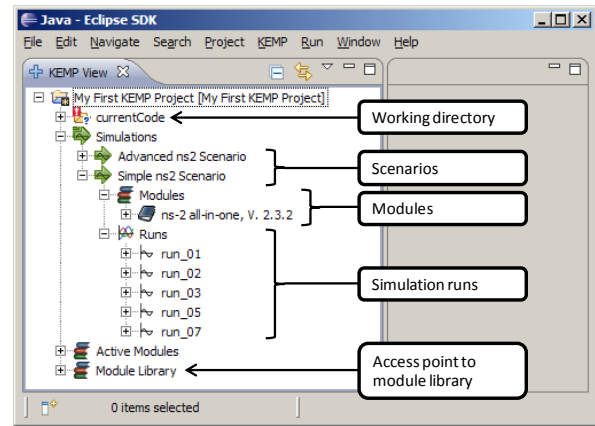 Java - Eclipse SDK
File Edit Navigate Search Project KEMP Run Window Help
KEMP View
My First KEMP Project [My First KEMP Project]
currentCode
Working directory
Simulations
Advanced ns2 Scenario
Simple ns2 Scenario
Scenarios
Modules
ns-2 all-in-one, V. 2.3.2
Modules
Runs
run_01
run_02
run_03
run_05
run_07
Simulation runs
Active Modules
Module Library
Access point to
module library
0 items selected